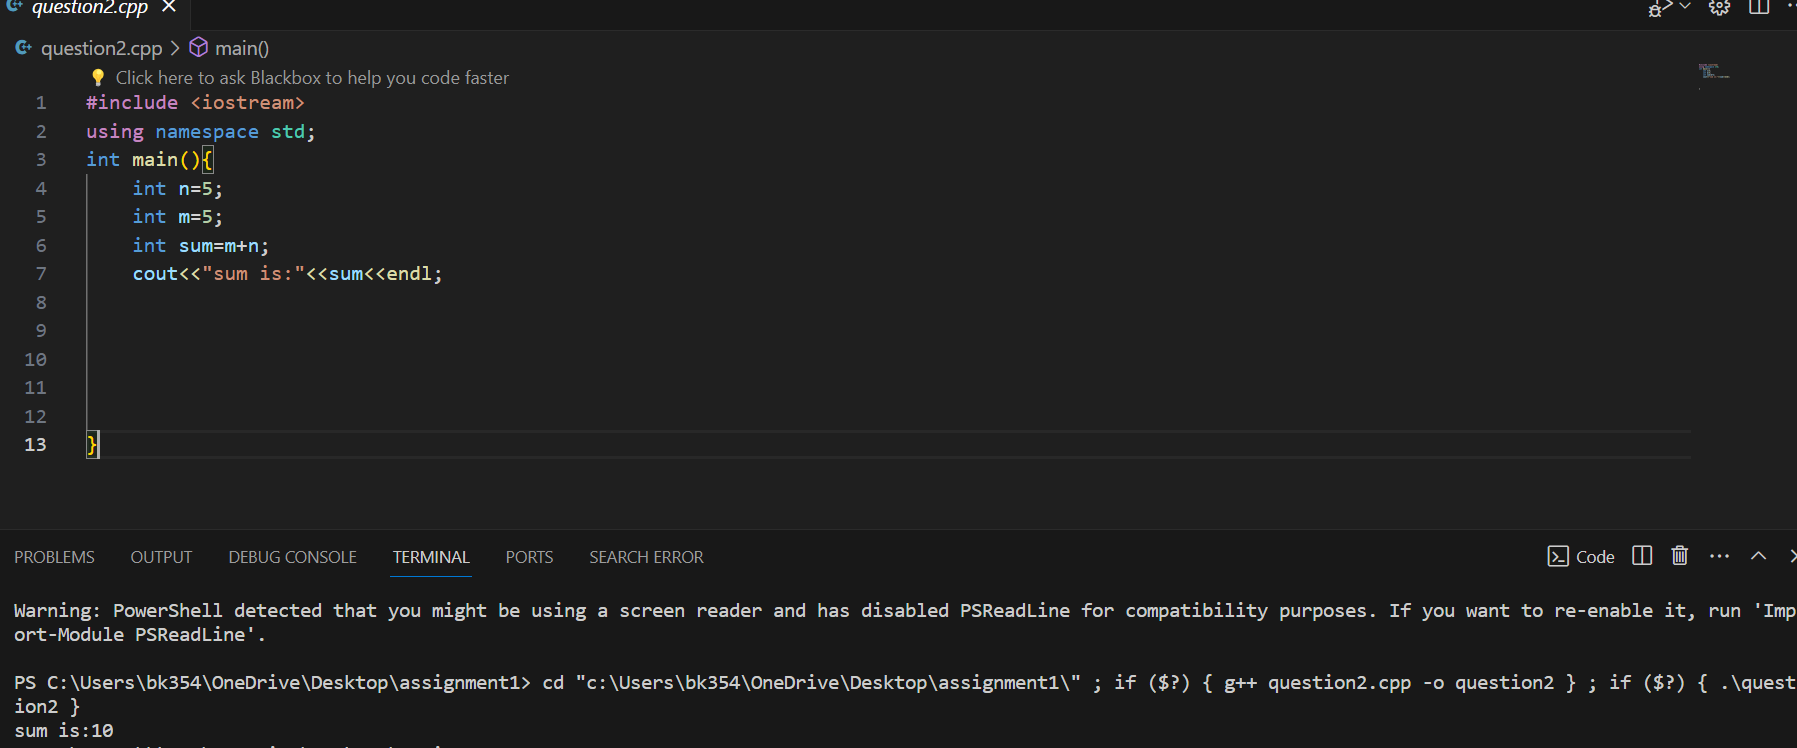 question2.cpp
question2.cpp > main()
Click here to ask Blackbox to help you code faster
1 #include <iostream>
2 using namespace std;
3 int main(){
4 int n=5;
5 int m=5;
6 int sum=m+n;
7 cout<<"sum is:"<<sum<<endl;
8
9
10
11
12
13 }
PROBLEMS OUTPUT DEBUG CONSOLE TERMINAL PORTS SEARCH ERROR Code
Warning: PowerShell detected that you might be using a screen reader and has disabled PSReadLine for compatibility purposes. If you want to re-enable it, run 'Imp
ort-Module PSReadLine'.
PS C:\Users\bk354\OneDrive\Desktop\assignment1> cd "c:\Users\bk354\OneDrive\Desktop\assignment1\" ; if ($?) { g++ question2.cpp -o question2 } ; if ($?) { .\quest
ion2 }
sum is:10